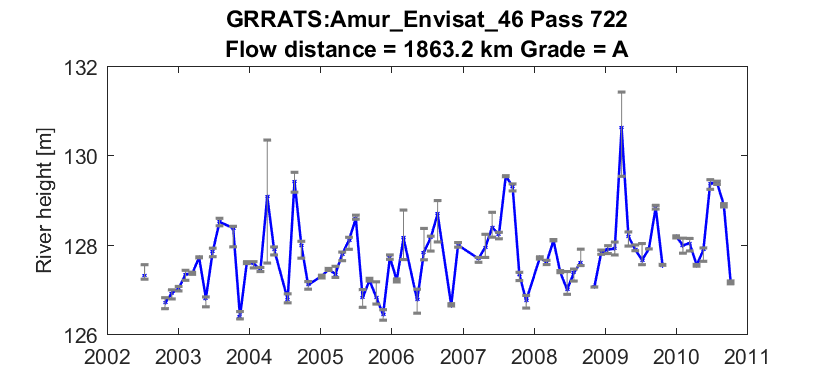 GRRATS:Amur_Envisat_46 Pass 722
Flow distance = 1863.2 km Grade = A
132
130
128
126
River height [m]
2002 2003 2004 2005 2006 2007 2008 2009 2010 2011